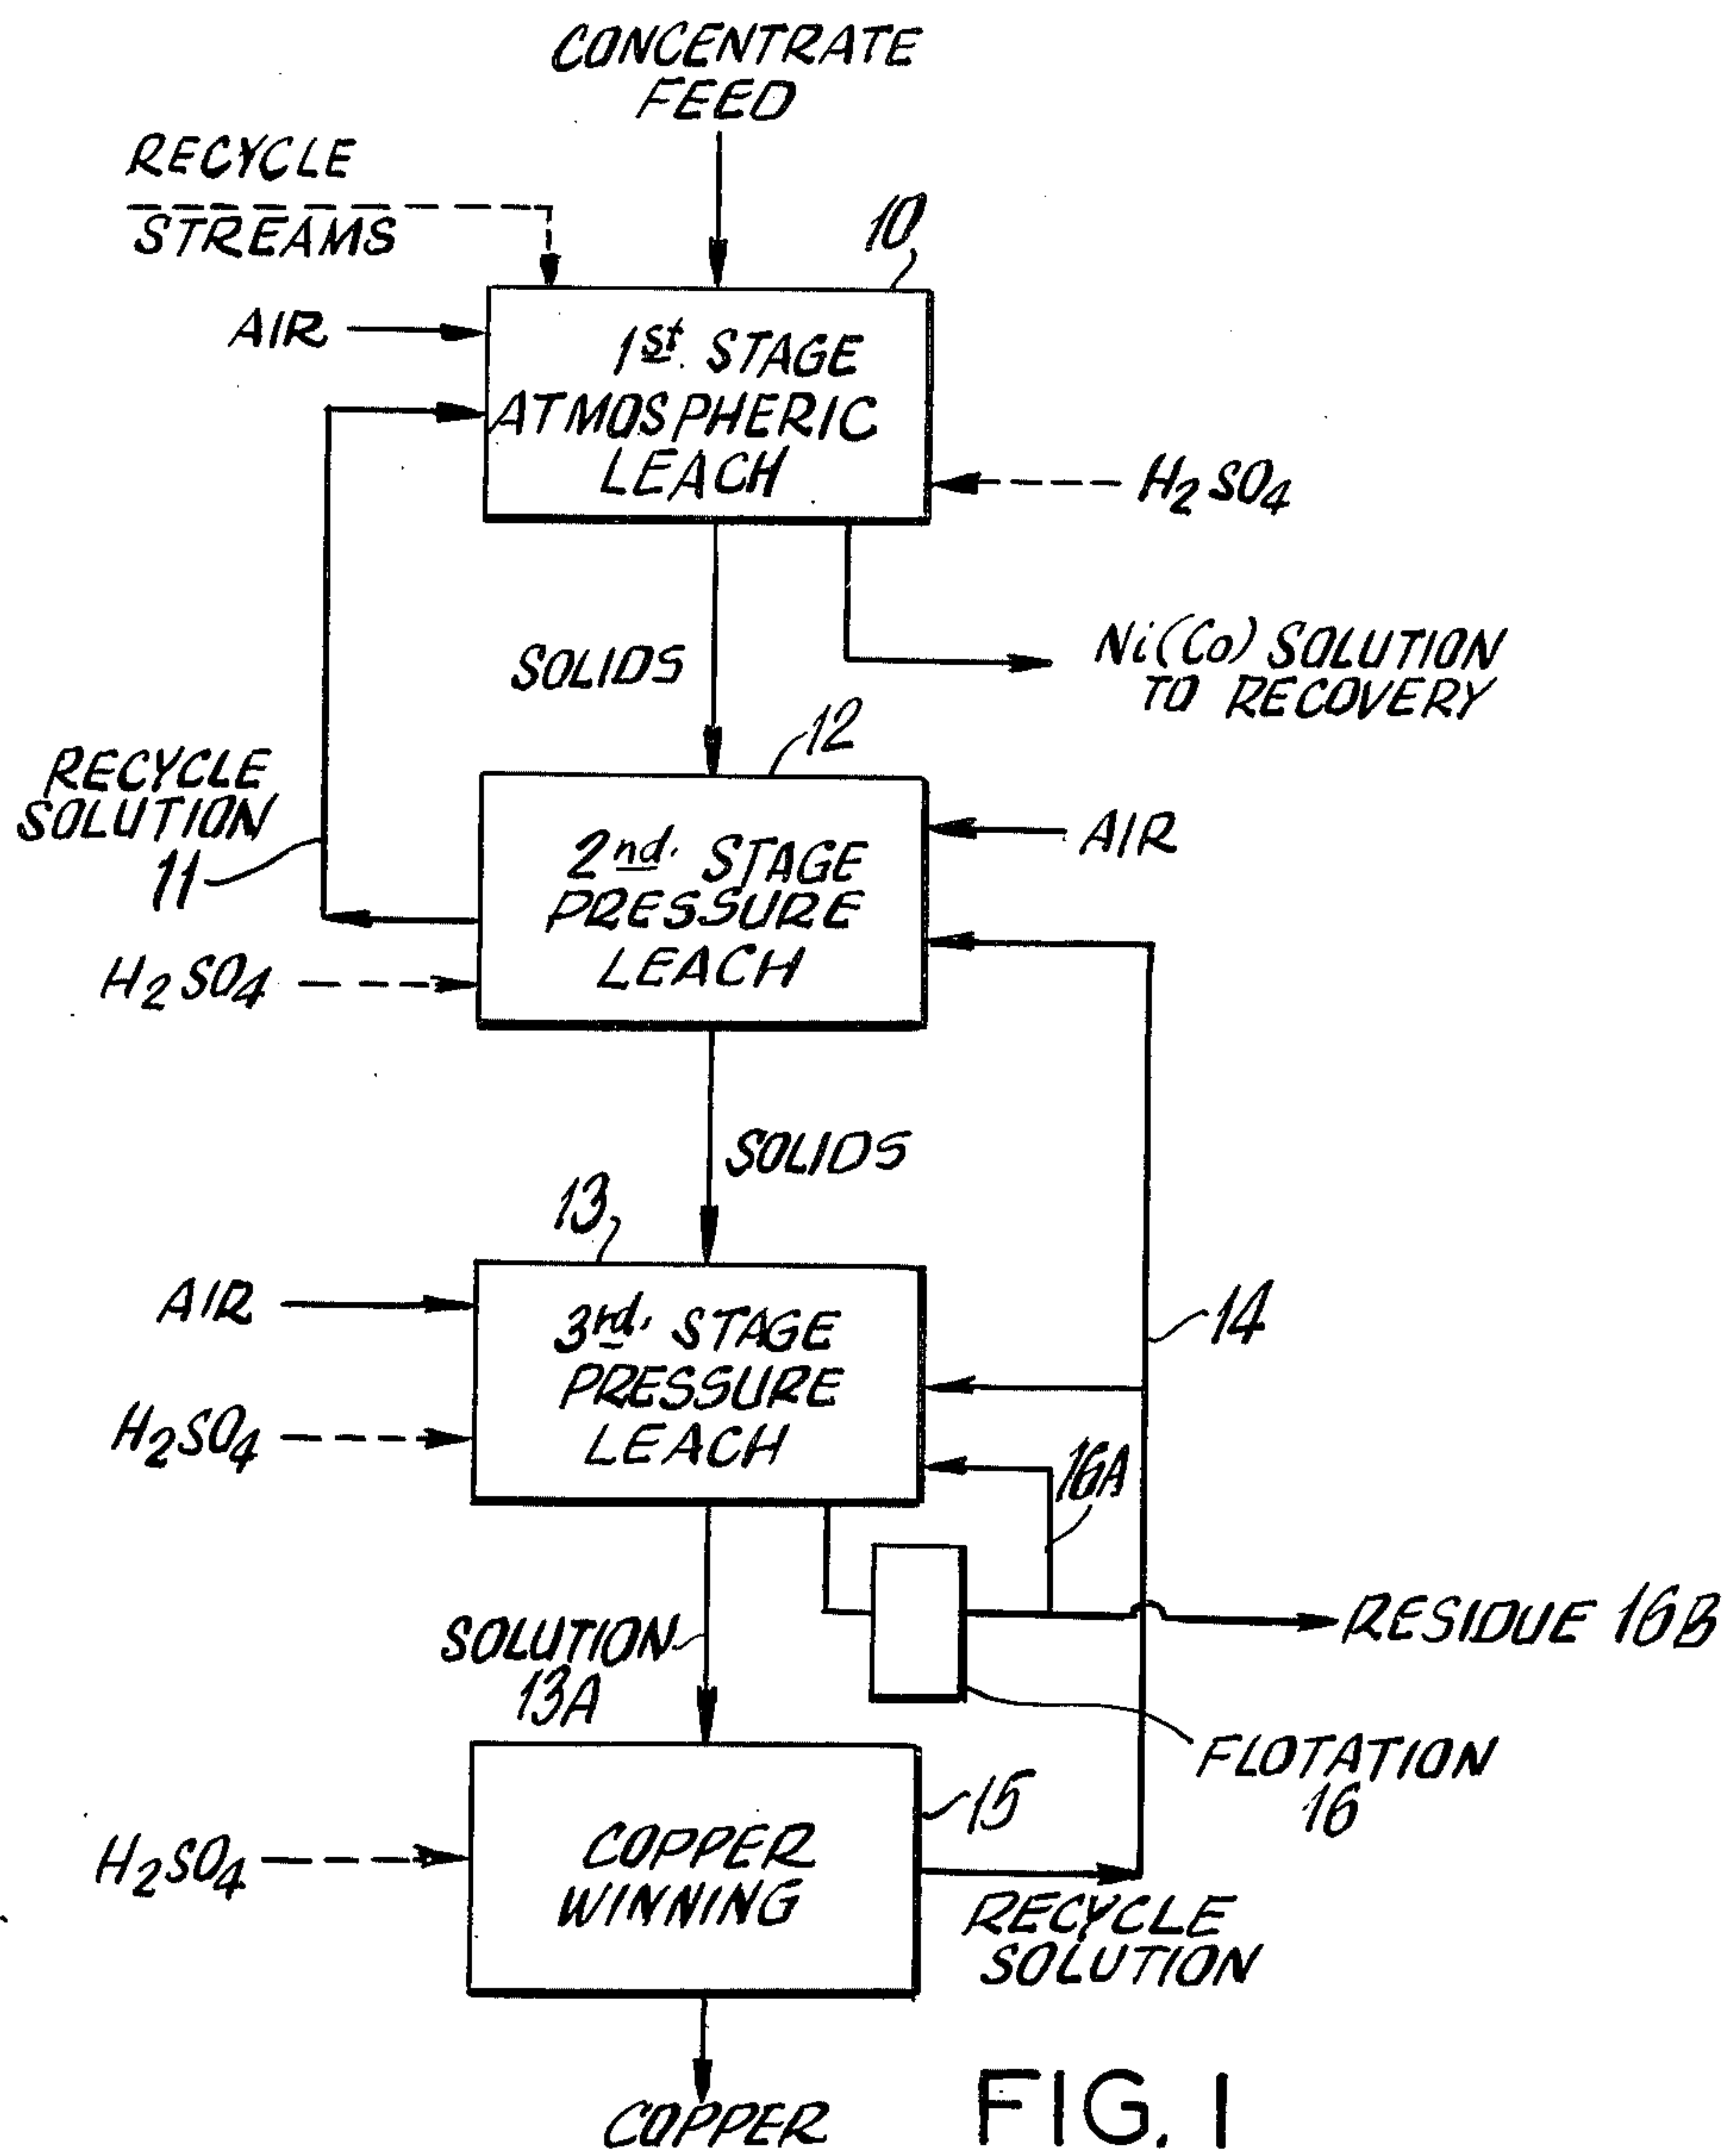 CONCENTRATE
FEED
RECYCLE
STREAMS
10
AIR
1st. STAGE
ATMOSPHERIC
LEACH
H2SO4
SOLIDS
Ni(Co) SOLUTION
TO RECOVERY
12
RECYCLE
SOLUTION
11
AIR
2nd. STAGE
PRESSURE
LEACH
H2SO4
SOLIDS
13
AIR
3rd. STAGE
PRESSURE
LEACH
14
H2SO4
16A
SOLUTION
13A
RESIDUE 16B
FLOTATION
16
15
COPPER
WINNING
H2SO4
RECYCLE
SOLUTION
COPPER
FIG. 1